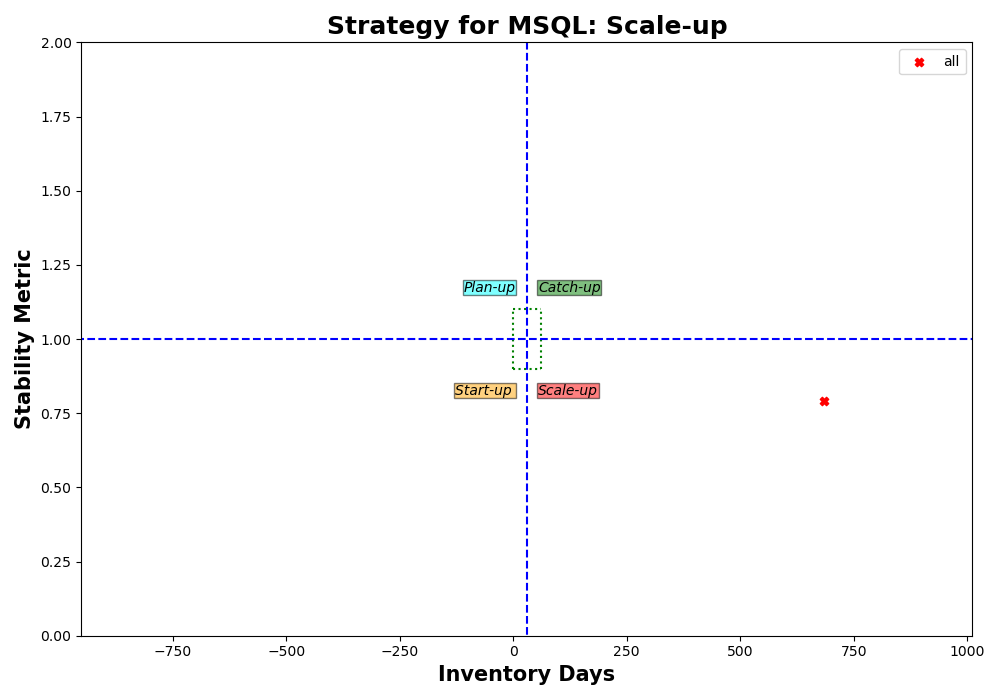 Strategy for MSQL: Scale-up
all
2.00
1.75
1.50
1.25
1.00
0.75
0.50
0.25
0.00
Stability Metric
Plan-up
Catch-up
Start-up
Scale-up
−750
−500
−250
0
250
500
750
1000
Inventory Days